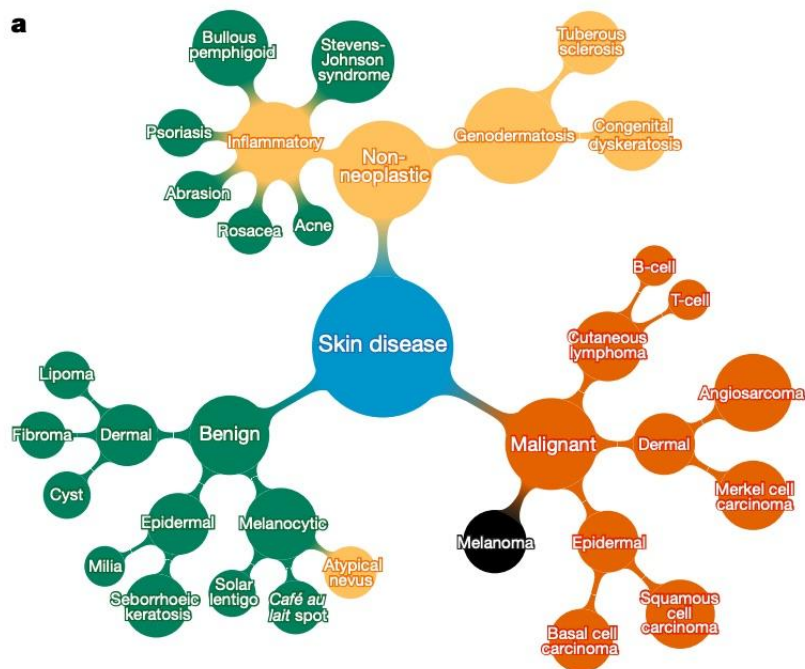 a
Bullous
pemphigoid
Stevens-
Johnson
syndrome
Tuberous
sclerosis
Psoriasis
Inflammatory
Non-
neoplastic
Genodermatosis
Congenital
dyskeratosis
Abrasion
Rosacea
Acne
B-cell
T-cell
Skin disease
Cutaneous
lymphoma
Lipoma
Angiosarcoma
Fibroma
Dermal
Benign
Malignant
Dermal
Cyst
Merkel cell
carcinoma
Epidermal
Melanocytic
Melanoma
Epidermal
Milia
Atypical
nevus
Seborrhoeic
keratosis
Solar
lentigo
Café au
lait spot
Squamous
cell
carcinoma
Basal cell
carcinoma